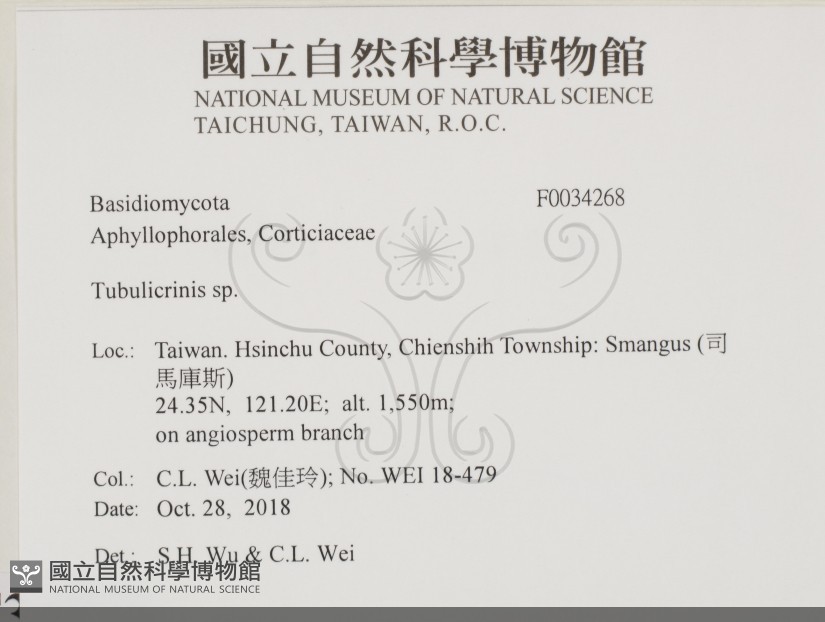 國立自然科學博物館
NATIONAL MUSEUM OF NATURAL SCIENCE
TAICHUNG, TAIWAN, R.O.C.
Basidiomycota F0034268
Aphyllophorales, Corticiaceae
Tubulicrinis sp.
Loc.: Taiwan. Hsinchu County, Chienshih Township: Smangus (司
馬庫斯)
24.35N, 121.20E; alt. 1,550m;
on angiosperm branch
Col.: C.L. Wei(魏佳玲); No. WEI 18-479
Date: Oct. 28, 2018
Det.: S.H. Wu & C.L. Wei
國立自然科學博物館
NATIONAL MUSEUM OF NATURAL SCIENCE